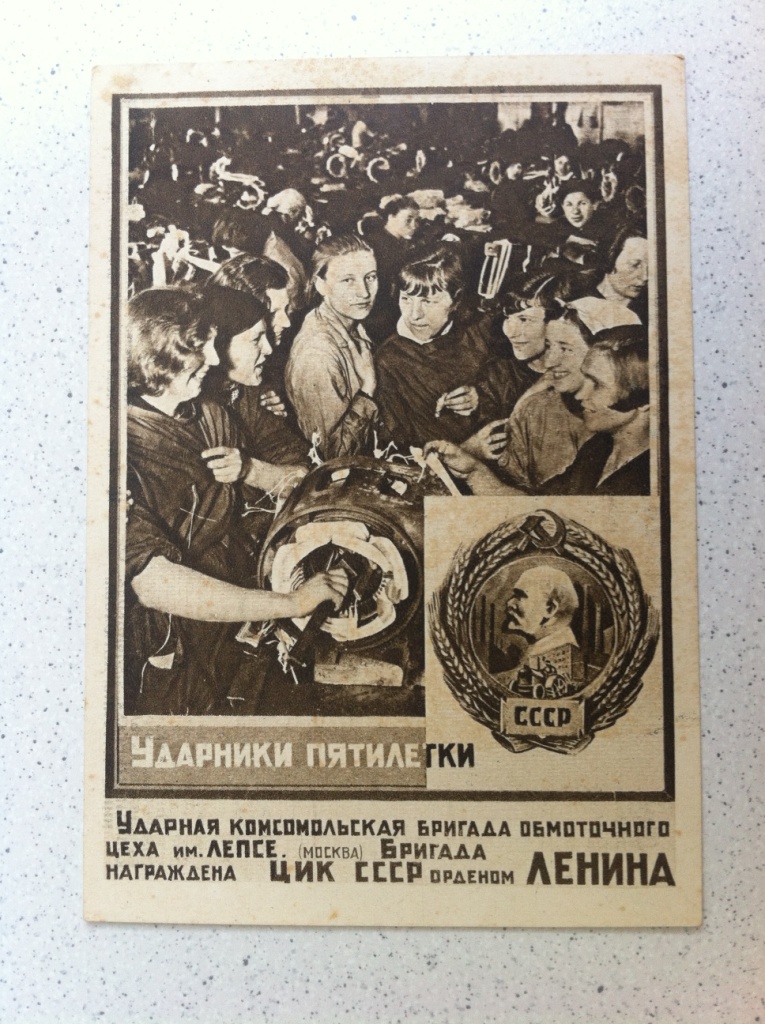 СССР
УДАРНИКИ ПЯТИЛЕТКИ
УДАРНАЯ КОМСОМОЛЬСКАЯ БРИГАДА ОБМОТОЧНОГО
ЦЕХА ИМ. ЛЕПСЕ. (МОСКВА) БРИГАДА
НАГРАЖДЕНА ЦИК СССР ОРДЕНОМ ЛЕНИНА